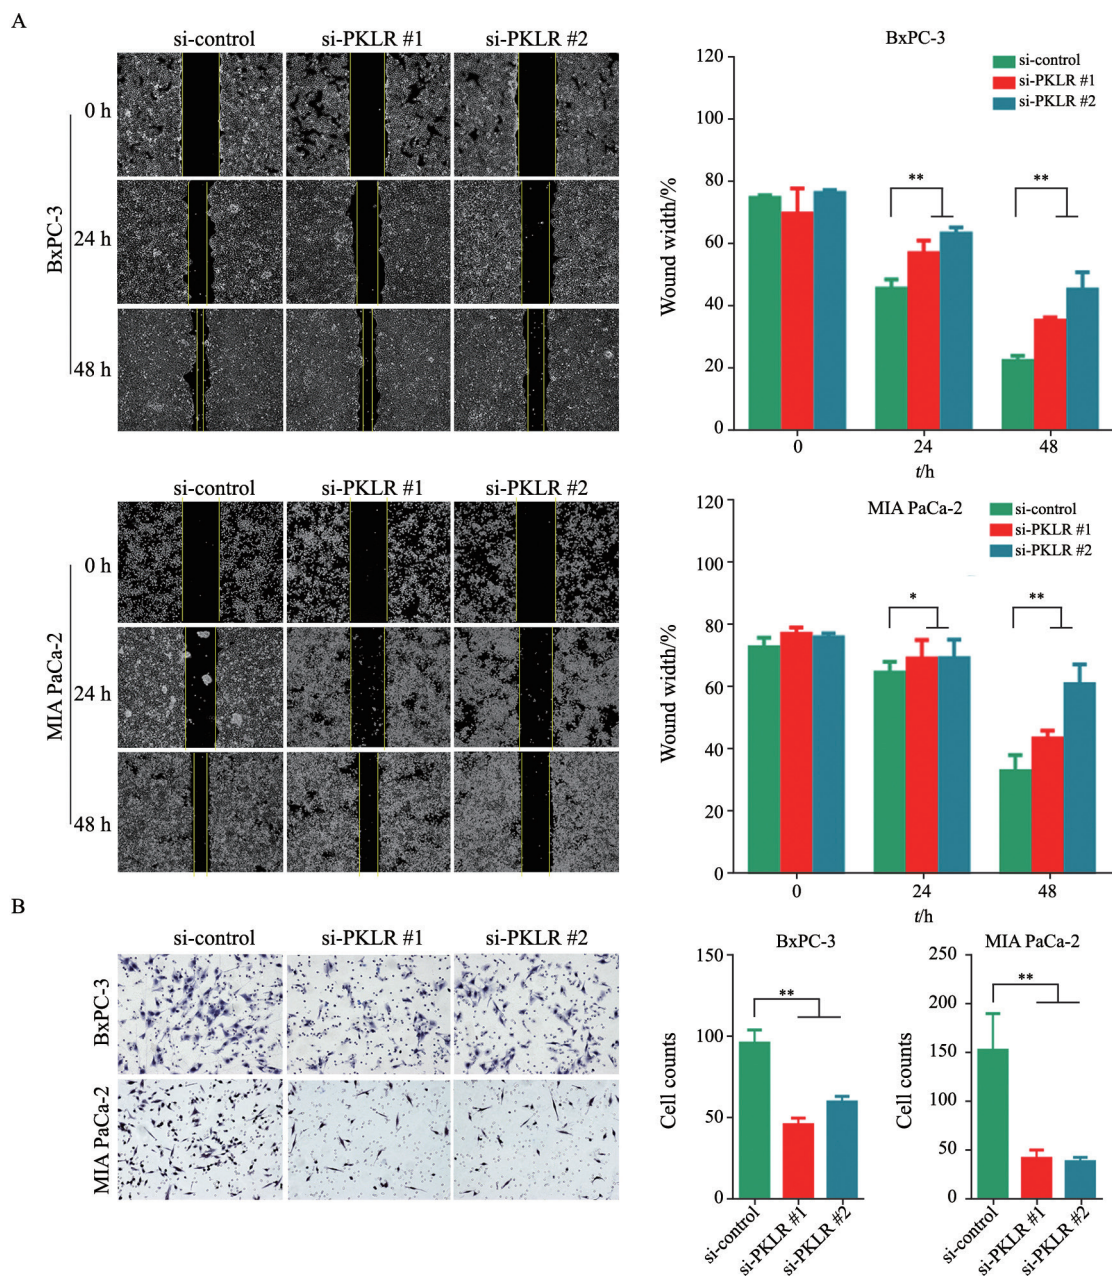 A
si-control si-PKLR #1 si-PKLR #2
0 h
24 h
48 h
BxPC-3
BxPC-3
si-control
si-PKLR #1
si-PKLR #2
Wound width/%
120
100
80
60
40
20
0
** **
0 24 48
t/h
si-control si-PKLR #1 si-PKLR #2
0 h
24 h
48 h
MIA PaCa-2
MIA PaCa-2
si-control
si-PKLR #1
si-PKLR #2
Wound width/%
120
100
80
60
40
20
0
* **
0 24 48
t/h
B
si-control si-PKLR #1 si-PKLR #2
BxPC-3
MIA PaCa-2
BxPC-3
Cell counts
150
100
50
0
**
si-control si-PKLR #1 si-PKLR #2
MIA PaCa-2
Cell counts
250
200
150
100
50
0
**
si-control si-PKLR #1 si-PKLR #2